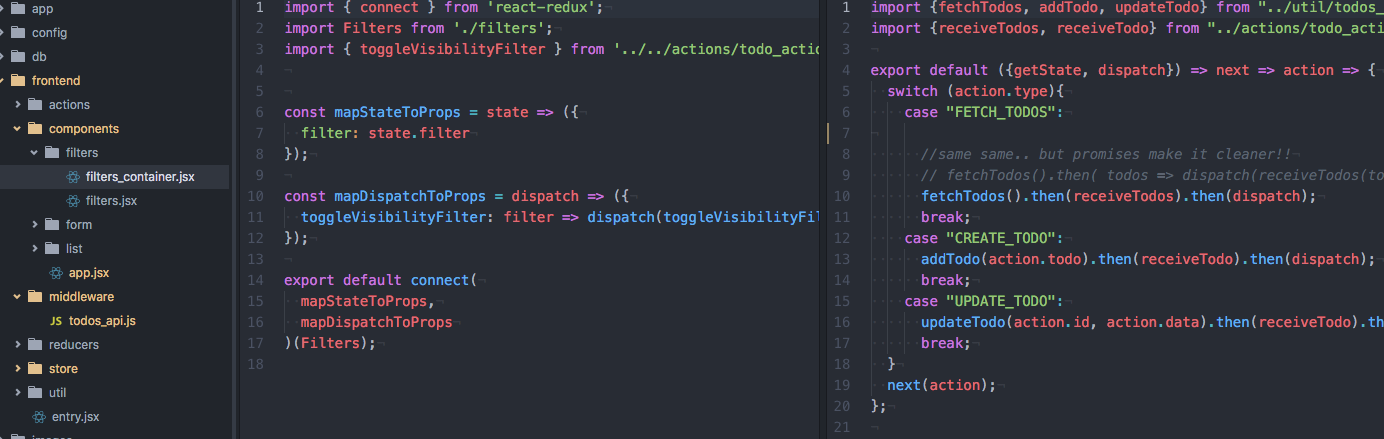 app
config
db
frontend
actions
components
filters
filters_container.jsx
filters.jsx
form
list
app.jsx
middleware
JS todos_api.js
reducers
store
util
entry.jsx
images
1 import { connect } from 'react-redux';
2 import Filters from './filters';
3 import { toggleVisibilityFilter } from '../../actions/todo_actio
4
5
6 const mapStateToProps = state => ({
7 filter: state.filter
8 });
9
10 const mapDispatchToProps = dispatch => ({
11 toggleVisibilityFilter: filter => dispatch(toggleVisibilityFil
12 });
13
14 export default connect(
15 mapStateToProps,
16 mapDispatchToProps
17 )(Filters);
18
1 import {fetchTodos, addTodo, updateTodo} from "../util/todos_
2 import {receiveTodos, receiveTodo} from "../actions/todo_acti
3
4 export default ({getState, dispatch}) => next => action => {
5 switch (action.type){
6 case "FETCH_TODOS":
7
8 //same same.. but promises make it cleaner!!
9 // fetchTodos().then( todos => dispatch(receiveTodos(to
10 fetchTodos().then(receiveTodos).then(dispatch);
11 break;
12 case "CREATE_TODO":
13 addTodo(action.todo).then(receiveTodo).then(dispatch);
14 break;
15 case "UPDATE_TODO":
16 updateTodo(action.id, action.data).then(receiveTodo).th
17 break;
18 }
19 next(action);
20 };
21